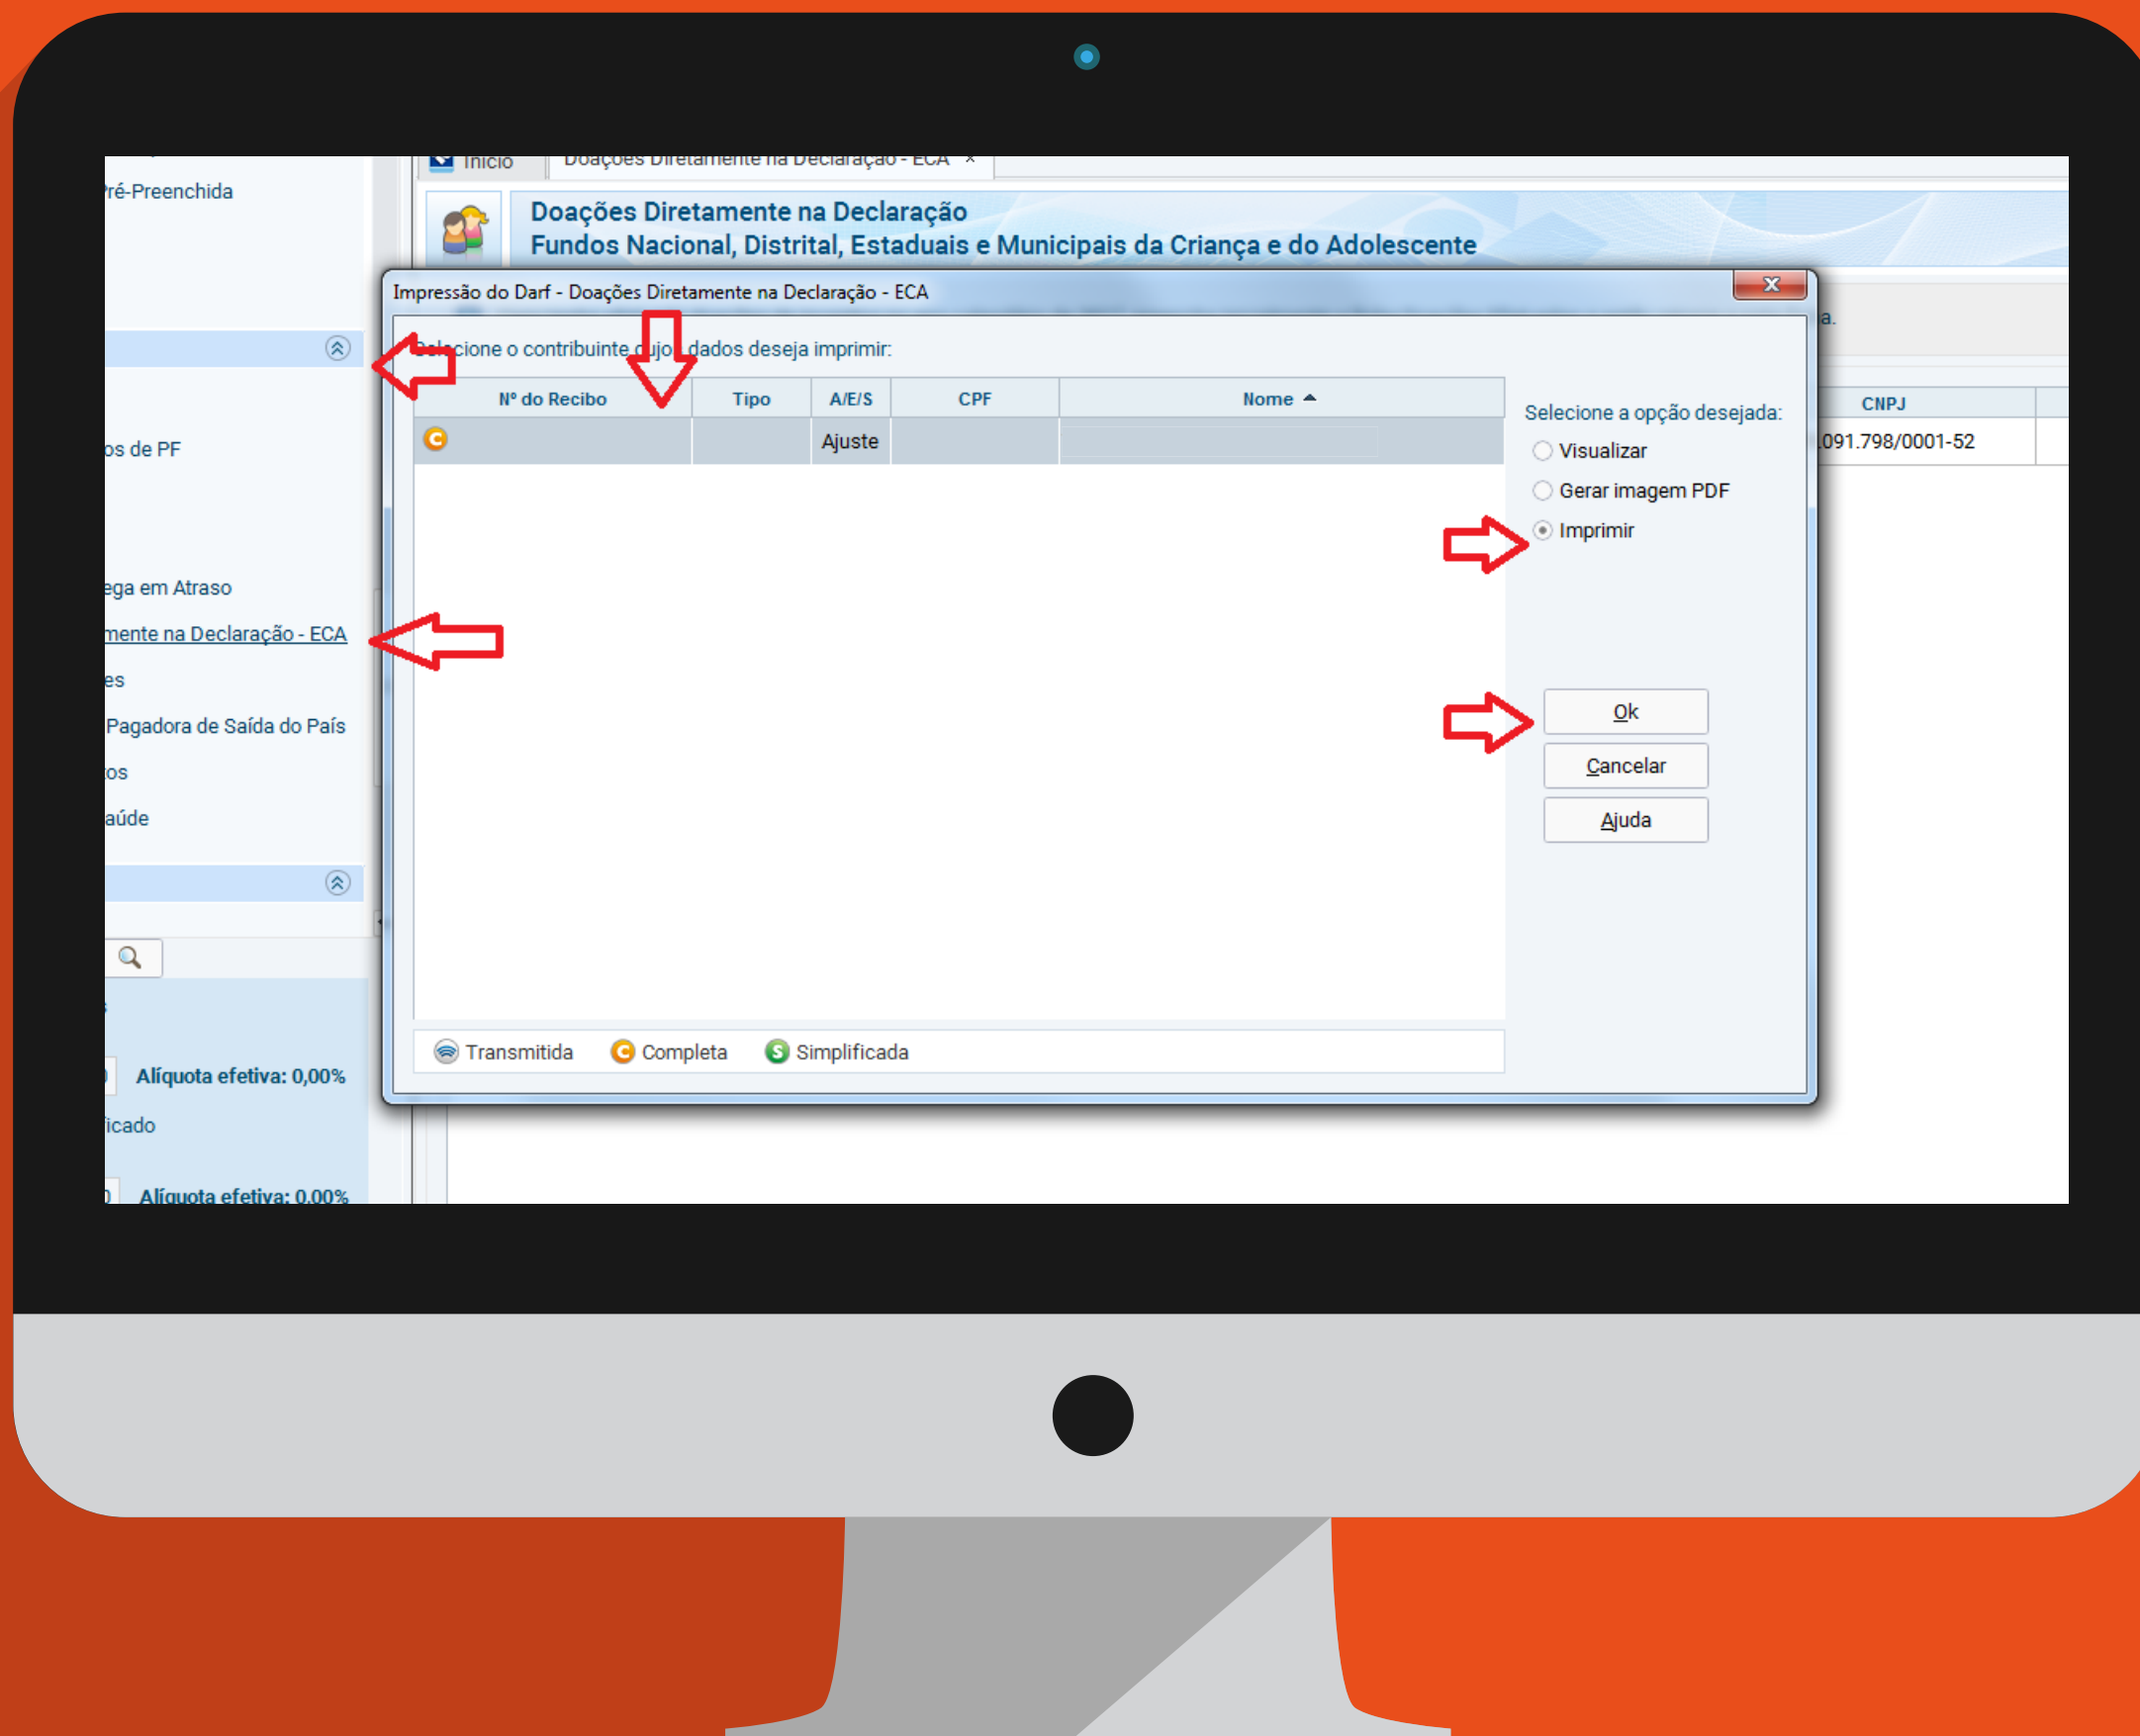 Início
Doações Diretamente na Declaração - ECA ×
ré-Preenchida
Doações Diretamente na Declaração
Fundos Nacional, Distrital, Estaduais e Municipais da Criança e do Adolescente
Impressão do Darf - Doações Diretamente na Declaração - ECA
x
a.
Selecione o contribuinte cujos dados deseja imprimir:
Nº do Recibo Tipo A/E/S CPF Nome
C Ajuste
Selecione a opção desejada:
Visualizar
Gerar imagem PDF
Imprimir
CNPJ
.091.798/0001-52
os de PF
ega em Atraso
mente na Declaração - ECA
es
Pagadora de Saída do País
tos
aúde
Ok
Cancelar
Ajuda
Transmitida C Completa S Simplificada
Alíquota efetiva: 0,00%
ficado
Alíquota efetiva: 0,00%